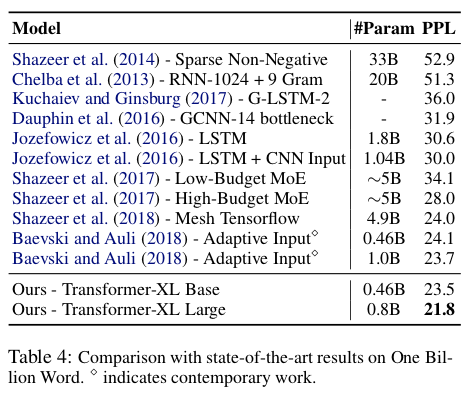 Model #Param PPL
Shazeer et al. (2014) - Sparse Non-Negative 33B 52.9
Chelba et al. (2013) - RNN-1024 + 9 Gram 20B 51.3
Kuchaiev and Ginsburg (2017) - G-LSTM-2 - 36.0
Dauphin et al. (2016) - GCNN-14 bottleneck - 31.9
Jozefowicz et al. (2016) - LSTM 1.8B 30.6
Jozefowicz et al. (2016) - LSTM + CNN Input 1.04B 30.0
Shazeer et al. (2017) - Low-Budget MoE ∼5B 34.1
Shazeer et al. (2017) - High-Budget MoE ∼5B 28.0
Shazeer et al. (2018) - Mesh Tensorflow 4.9B 24.0
Baevski and Auli (2018) - Adaptive Input⋄ 0.46B 24.1
Baevski and Auli (2018) - Adaptive Input⋄ 1.0B 23.7
Ours - Transformer-XL Base 0.46B 23.5
Ours - Transformer-XL Large 0.8B 21.8
Table 4: Comparison with state-of-the-art results on One Bil-
lion Word. ⋄ indicates contemporary work.